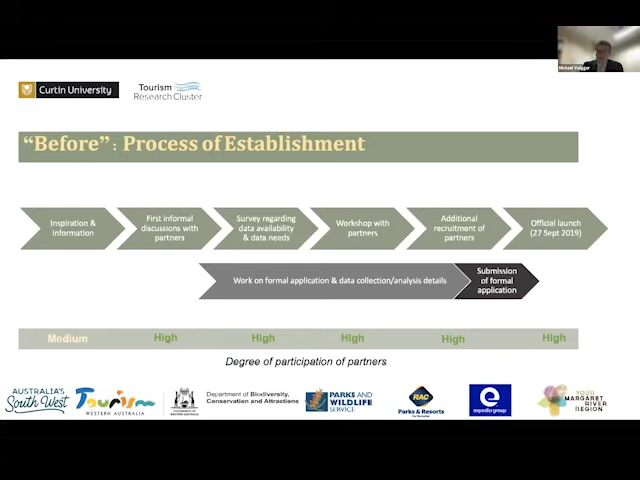 Michael Volgger
Curtin University
Tourism
Research Cluster
“Before”: Process of Establishment
Inspiration &
information
First informal
discussions with
partners
Survey regarding
data availability
& data needs
Workshop with
partners
Additional
recruitment of
partners
Official launch
(27 Sept 2019)
Work on formal application & data collection/analysis details
Submission
of formal
application
Medium High High High High High
Degree of participation of partners
AUSTRALIA'S
South West
Tourism
WESTERN AUSTRALIA
GOVERNMENT OF
WESTERN AUSTRALIA
Department of Biodiversity,
Conservation and Attractions
PARKS AND
WILDLIFE
SERVICE
RAC
Parks & Resorts
e
expedia group
YOUR
MARGARET
RIVER
REGION